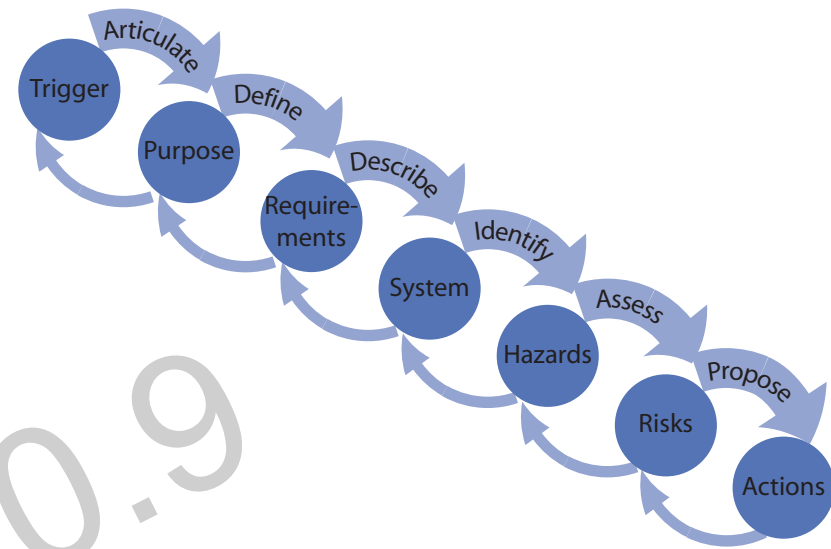 Articulate
Trigger
Define
Purpose
Describe
Require-
ments
Identify
System
Assess
Hazards
Propose
Risks
Actions
0.9